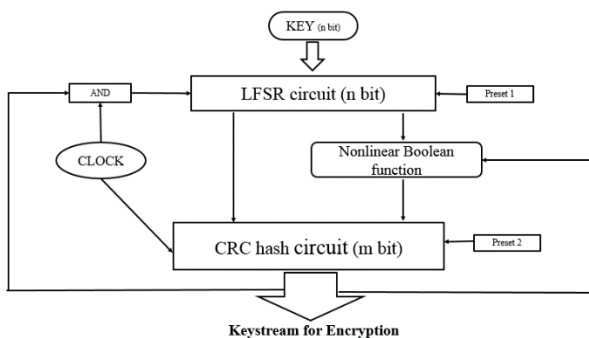 KEY (n bit)
AND
LFSR circuit (n bit)
Preset 1
CLOCK
Nonlinear Boolean
function
CRC hash circuit (m bit)
Preset 2
Keystream for Encryption